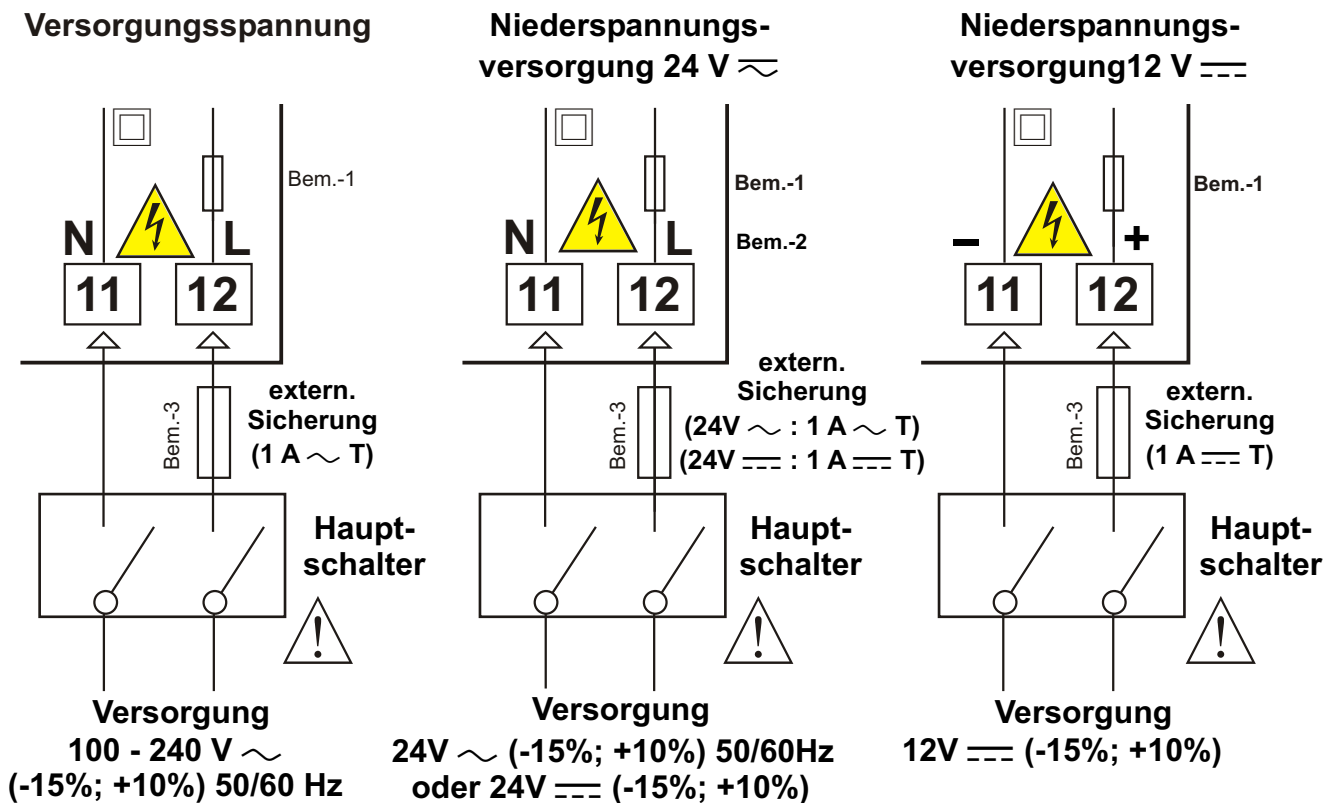 Versorgungsspannung
N
L
11
12
Bem.-1
Bem.-3
extern.
Sicherung
(1 A ~ T)
Haupt-
schalter
!
Versorgung
100 - 240 V ~
(-15%; +10%) 50/60 Hz
Niederspannungs-
versorgung 24 V ⏦
N
L
11
12
Bem.-1
Bem.-2
Bem.-3
extern.
Sicherung
(24V ~ : 1 A ~ T)
(24V ⎓ : 1 A ⎓ T)
Haupt-
schalter
!
Versorgung
24V ~ (-15%; +10%) 50/60Hz
oder 24V ⎓ (-15%; +10%)
Niederspannungs-
versorgung12 V ⎓
–
+
11
12
Bem.-1
Bem.-3
extern.
Sicherung
(1 A ⎓ T)
Haupt-
schalter
!
Versorgung
12V ⎓ (-15%; +10%)